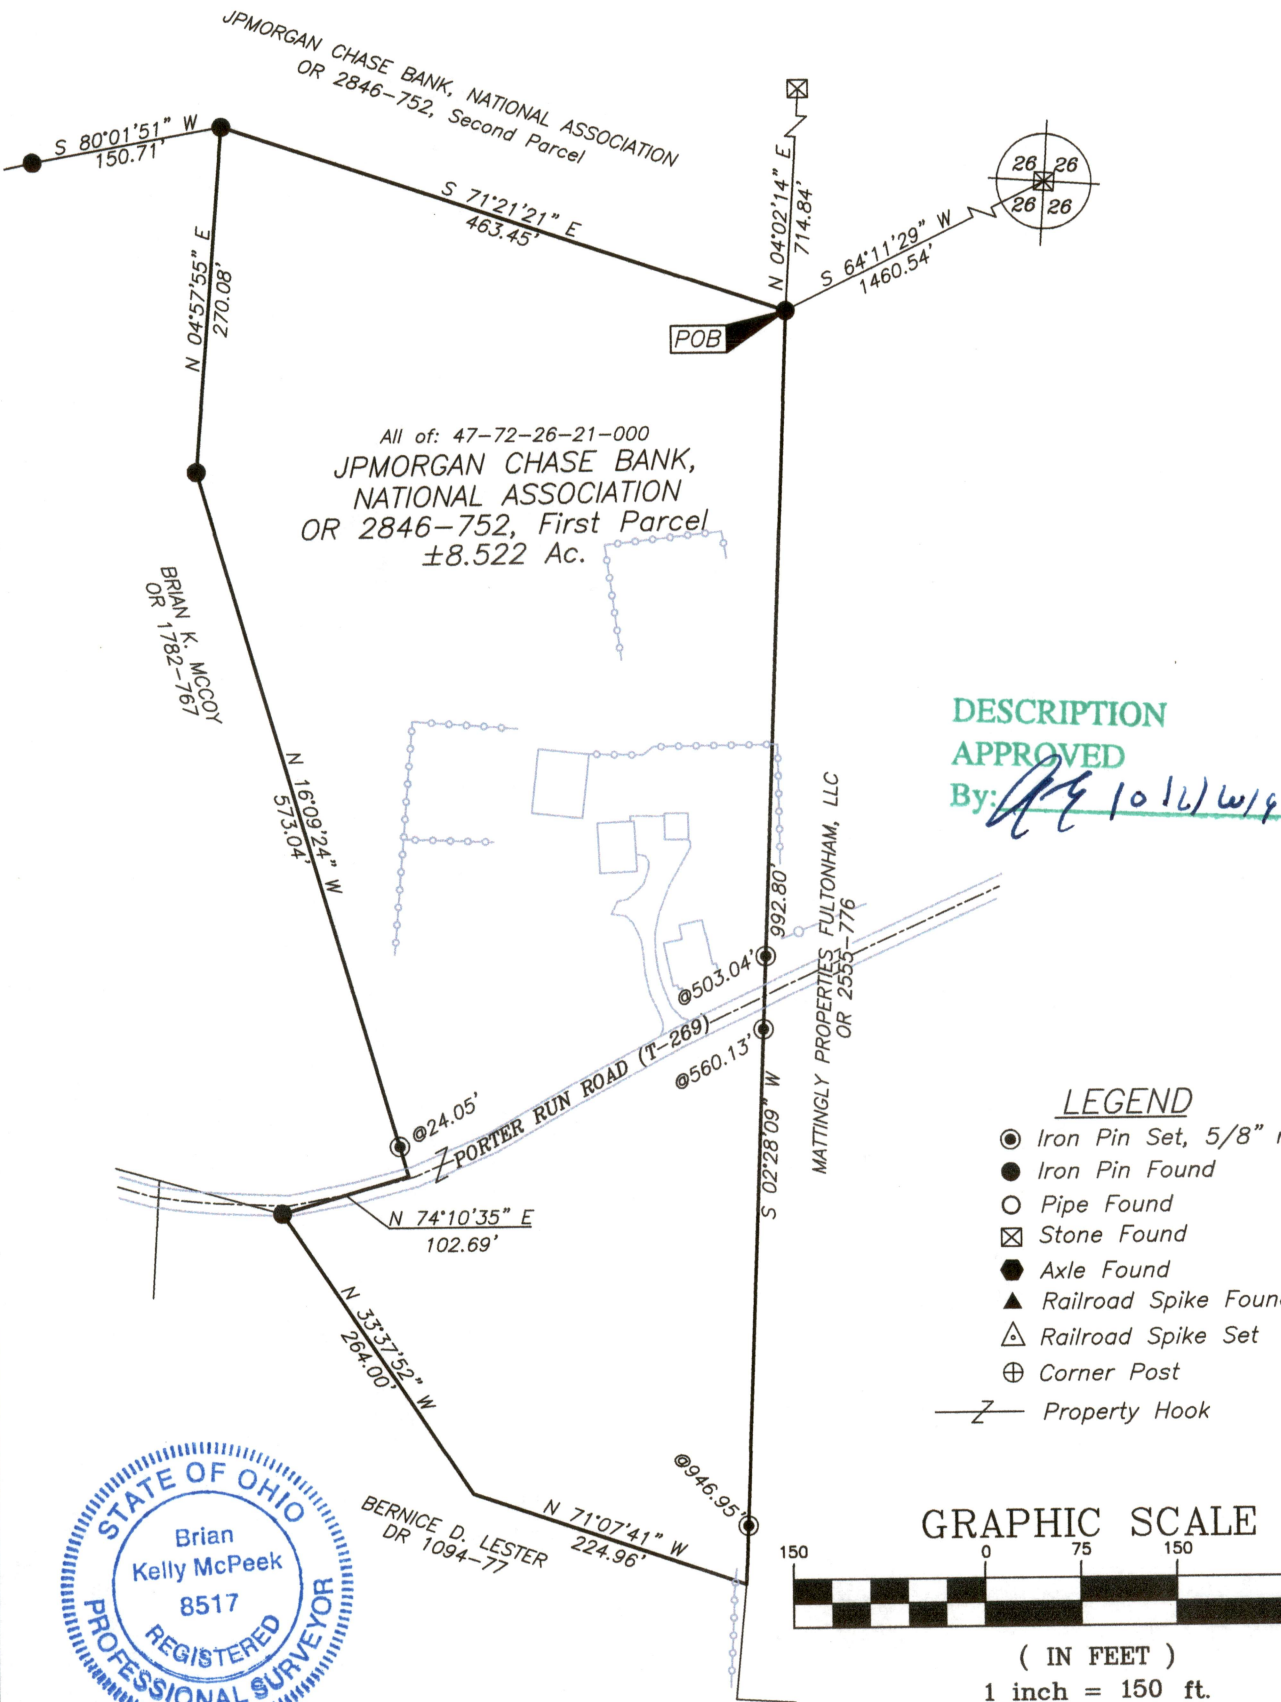 JPMORGAN CHASE BANK, NATIONAL ASSOCIATION
OR 2846-752, Second Parcel
S 80°01'51" W
150.71'
S 71°21'21" E
463.45'
N 04°02'14" E
714.84'
26 26
26 26
S 64°11'29" W
1460.54'
N 04°57'55" E
270.08'
POB
All of: 47-72-26-21-000
JPMORGAN CHASE BANK,
NATIONAL ASSOCIATION
OR 2846-752, First Parcel
±8.522 Ac.
BRIAN K. MCCOY
OR 1782-767
N 16°09'24" W
573.04'
DESCRIPTION
APPROVED
By:
992.80'
MATTINGLY PROPERTIES FULTONHAM, LLC
OR 2555-776
@503.04'
@560.13'
PORTER RUN ROAD (T-269)
S 02°28'09" W
@24.05'
N 74°10'35" E
102.69'
N 33°37'52" W
264.00'
@946.95'
BERNICE D. LESTER
DR 1094-77
N 71°07'41" W
224.96'
LEGEND
Iron Pin Set, 5/8"
Iron Pin Found
Pipe Found
Stone Found
Axle Found
Railroad Spike Foun
Railroad Spike Set
Corner Post
Property Hook
STATE OF OHIO
Brian
Kelly McPeek
8517
REGISTERED
PROFESSIONAL SURVEYOR
GRAPHIC SCALE
150 0 75 150
( IN FEET )
1 inch = 150 ft.